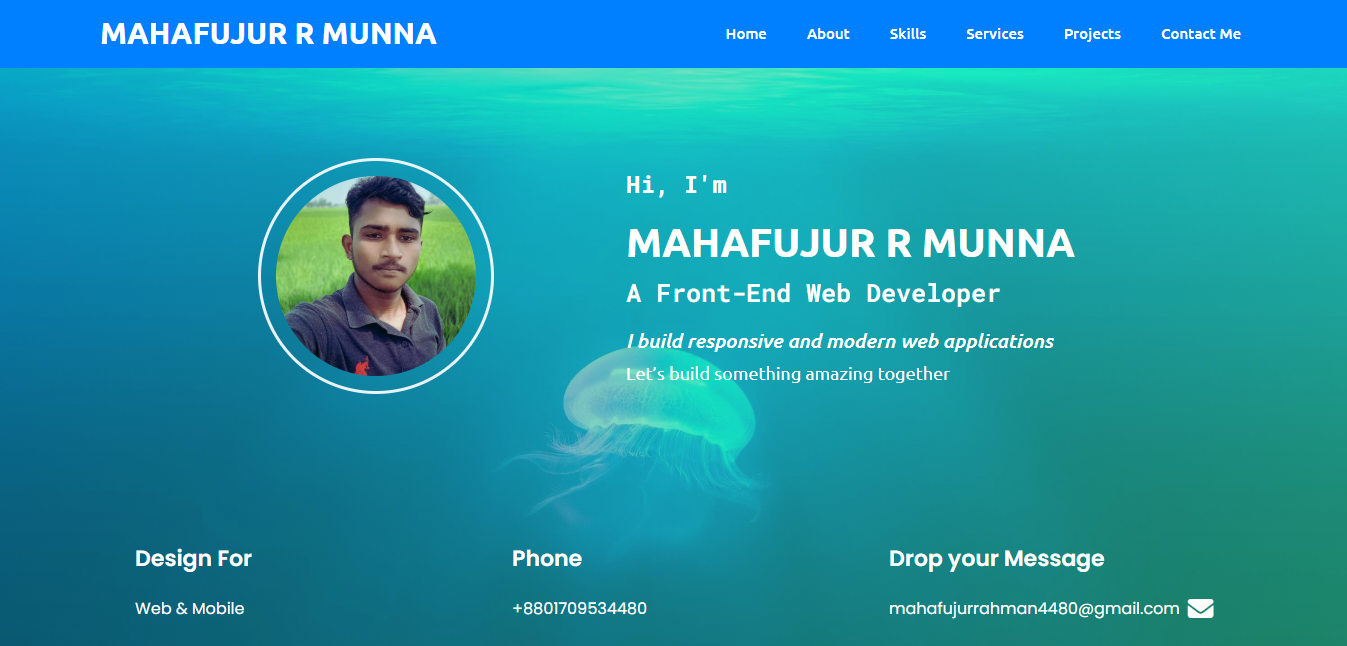 MAHAFUJUR R MUNNA
Home About Skills Services Projects Contact Me
Hi, I'm
MAHAFUJUR R MUNNA
A Front-End Web Developer
I build responsive and modern web applications
Let’s build something amazing together
Design For
Web & Mobile
Phone
+8801709534480
Drop your Message
mahafujurrahman4480@gmail.com